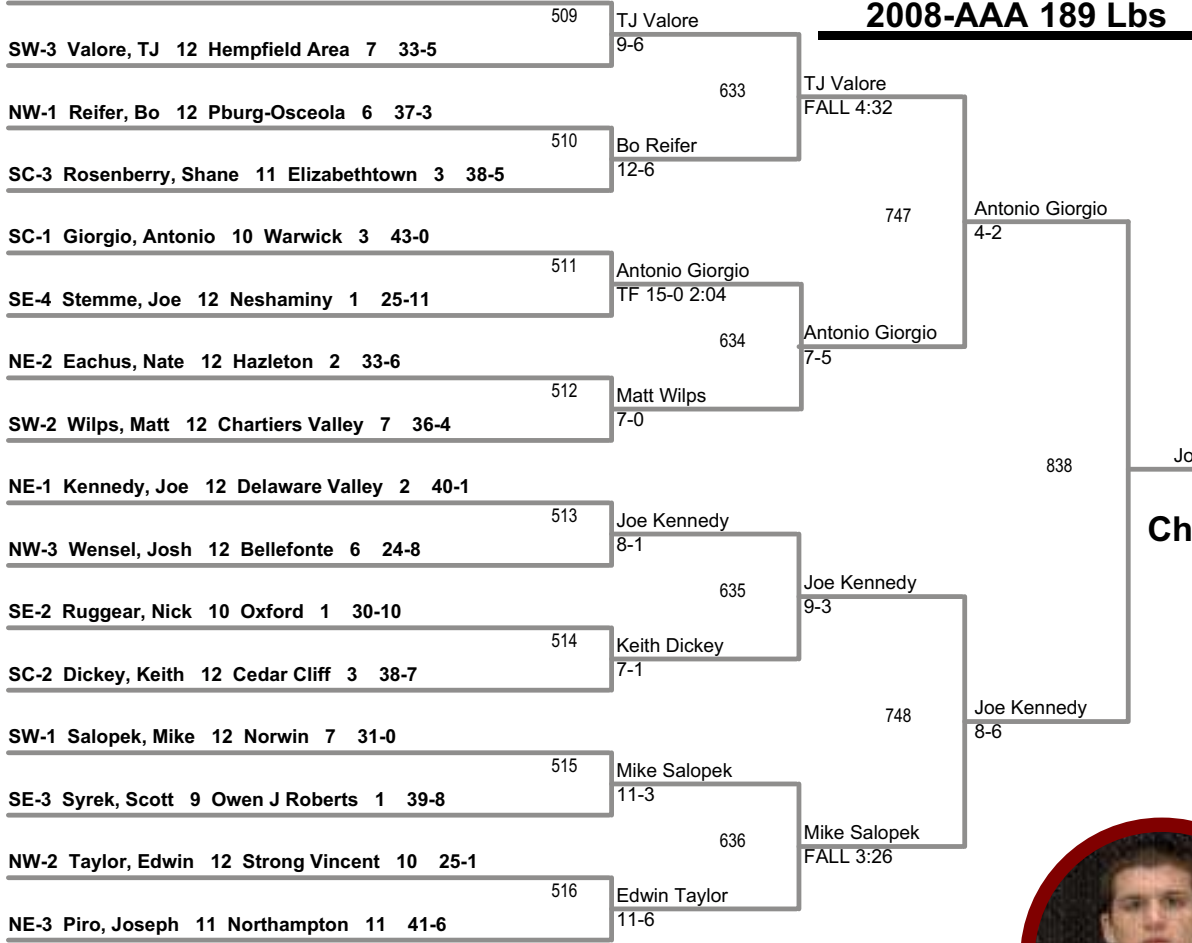 2008-AAA 189 Lbs
509
TJ Valore
9-6
SW-3 Valore, TJ 12 Hempfield Area 7 33-5
633
TJ Valore
FALL 4:32
NW-1 Reifer, Bo 12 Pburg-Osceola 6 37-3
510
Bo Reifer
12-6
SC-3 Rosenberry, Shane 11 Elizabethtown 3 38-5
747
Antonio Giorgio
4-2
SC-1 Giorgio, Antonio 10 Warwick 3 43-0
511
Antonio Giorgio
TF 15-0 2:04
SE-4 Stemme, Joe 12 Neshaminy 1 25-11
634
Antonio Giorgio
7-5
NE-2 Eachus, Nate 12 Hazleton 2 33-6
512
Matt Wilps
7-0
SW-2 Wilps, Matt 12 Chartiers Valley 7 36-4
838
Jo
NE-1 Kennedy, Joe 12 Delaware Valley 2 40-1
513
Joe Kennedy
8-1
Ch
NW-3 Wensel, Josh 12 Bellefonte 6 24-8
635
Joe Kennedy
9-3
SE-2 Ruggear, Nick 10 Oxford 1 30-10
514
Keith Dickey
7-1
SC-2 Dickey, Keith 12 Cedar Cliff 3 38-7
748
Joe Kennedy
8-6
SW-1 Salopek, Mike 12 Norwin 7 31-0
515
Mike Salopek
11-3
SE-3 Syrek, Scott 9 Owen J Roberts 1 39-8
636
Mike Salopek
FALL 3:26
NW-2 Taylor, Edwin 12 Strong Vincent 10 25-1
516
Edwin Taylor
11-6
NE-3 Piro, Joseph 11 Northampton 11 41-6